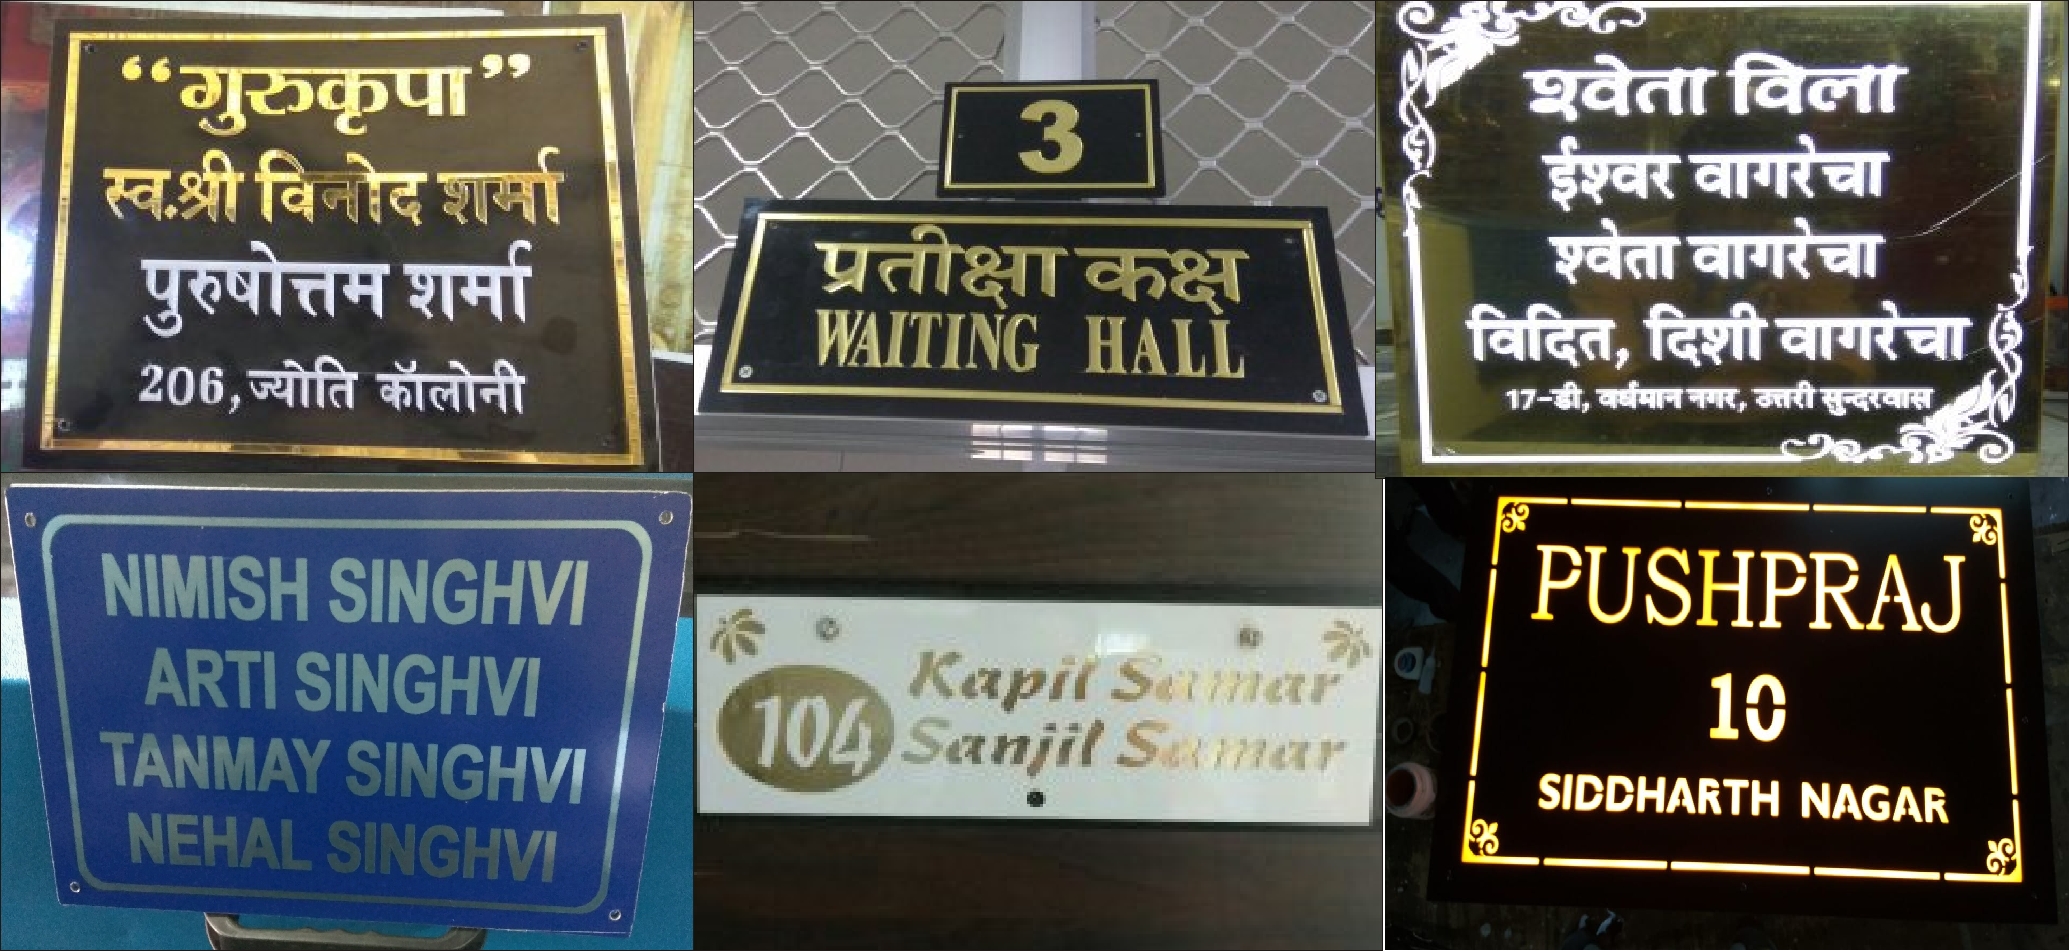 “गुरुकृपा”
स्व.श्री विनोद शर्मा
पुरुषोत्तम शर्मा
206, ज्योति कॉलोनी
3
प्रतीक्षा कक्ष
WAITING HALL
श्वेता विला
ईश्वर वागरेचा
श्वेता वागरेचा
विदित, दिशी वागरेचा
17-डी, वर्धमान नगर, उत्तरी सुन्दरवास
NIMISH SINGHVI
ARTI SINGHVI
TANMAY SINGHVI
NEHAL SINGHVI
104
Kapil Samar
Sanjil Samar
PUSHPRAJ
10
SIDDHARTH NAGAR